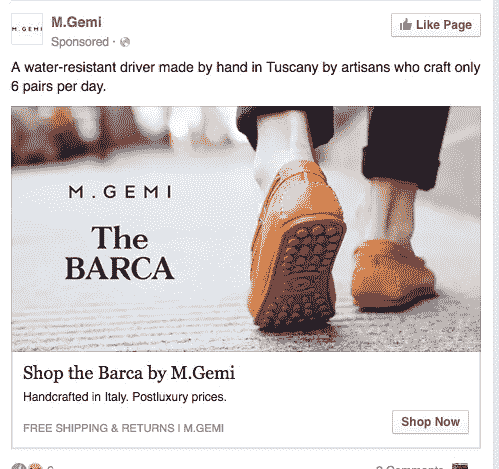 M.GEMI
M.Gemi
Like Page
Sponsored ·
A water-resistant driver made by hand in Tuscany by artisans who craft only
6 pairs per day.
M.GEMI
The
BARCA
Shop the Barca by M.Gemi
Handcrafted in Italy. Postluxury prices.
FREE SHIPPING & RETURNS | M.GEMI
Shop Now
Comments